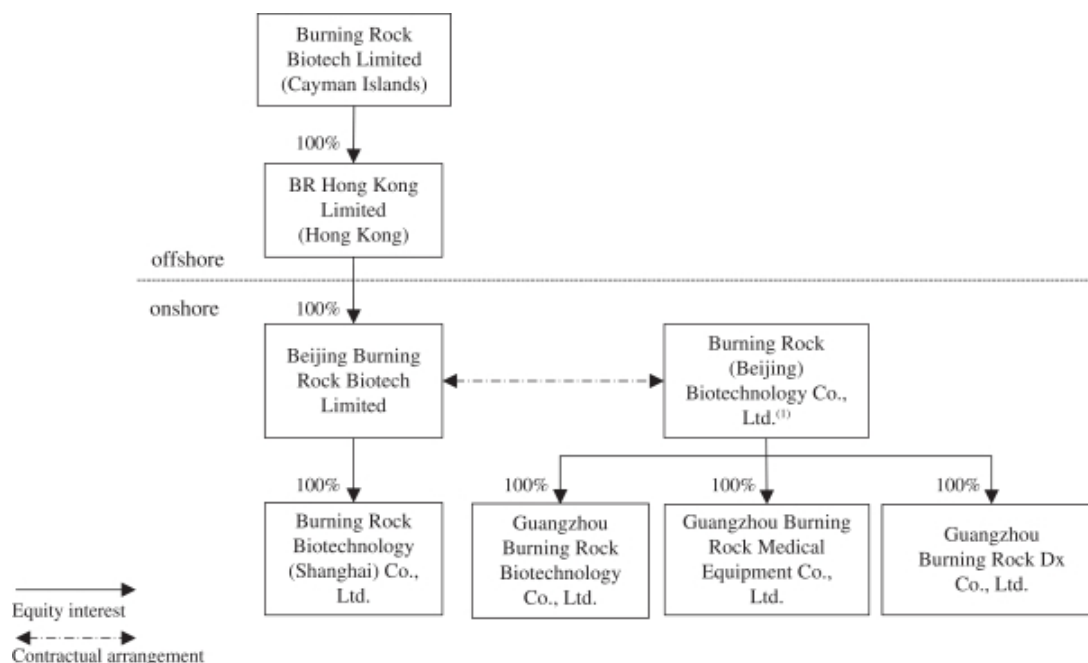 Burning Rock
Biotech Limited
(Cayman Islands)
100%
BR Hong Kong
Limited
(Hong Kong)
offshore
onshore
100%
Beijing Burning
Rock Biotech
Limited
Burning Rock
(Beijing)
Biotechnology Co.,
Ltd.(1)
100%
100%
100%
100%
Burning Rock
Biotechnology
(Shanghai) Co.,
Ltd.
Guangzhou
Burning Rock
Biotechnology
Co., Ltd.
Guangzhou Burning
Rock Medical
Equipment Co.,
Ltd.
Guangzhou
Burning Rock Dx
Co., Ltd.
Equity interest
Contractual arrangement